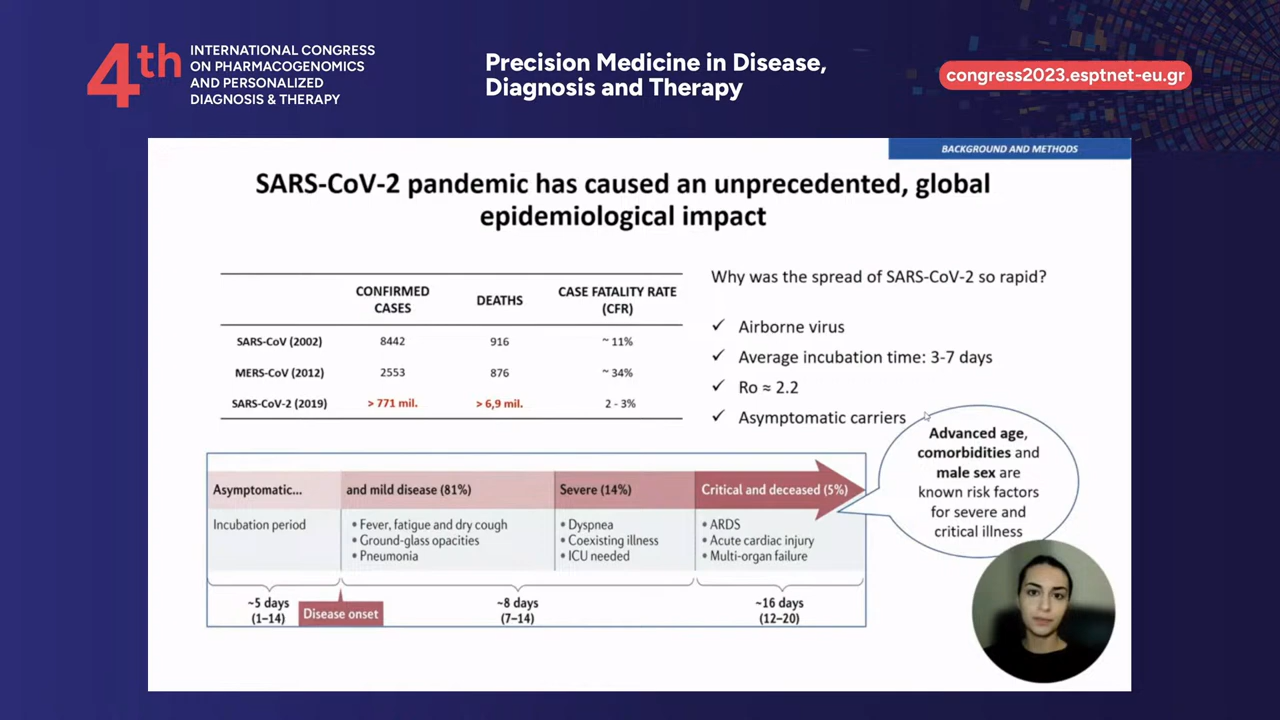 4th
INTERNATIONAL CONGRESS
ON PHARMACOGENOMICS
AND PERSONALIZED
DIAGNOSIS & THERAPY
Precision Medicine in Disease,
Diagnosis and Therapy
congress2023.esptnet-eu.gr
BACKGROUND AND METHODS
SARS-CoV-2 pandemic has caused an unprecedented, global
epidemiological impact
CONFIRMED CASES DEATHS CASE FATALITY RATE (CFR)
SARS-CoV (2002) 8442 916 ~ 11%
MERS-CoV (2012) 2553 876 ~ 34%
SARS-CoV-2 (2019) > 771 mil. > 6,9 mil. 2 - 3%
Why was the spread of SARS-CoV-2 so rapid?
✓ Airborne virus
✓ Average incubation time: 3-7 days
✓ Ro ≈ 2.2
✓ Asymptomatic carriers
Advanced age,
comorbidities and
male sex are
known risk factors
for severe and
critical illness
Asymptomatic... and mild disease (81%) Severe (14%) Critical and deceased (5%)
Incubation period
• Fever, fatigue and dry cough
• Ground-glass opacities
• Pneumonia
• Dyspnea
• Coexisting illness
• ICU needed
• ARDS
• Acute cardiac injury
• Multi-organ failure
~5 days
(1–14)
Disease onset
~8 days
(7–14)
~16 days
(12–20)